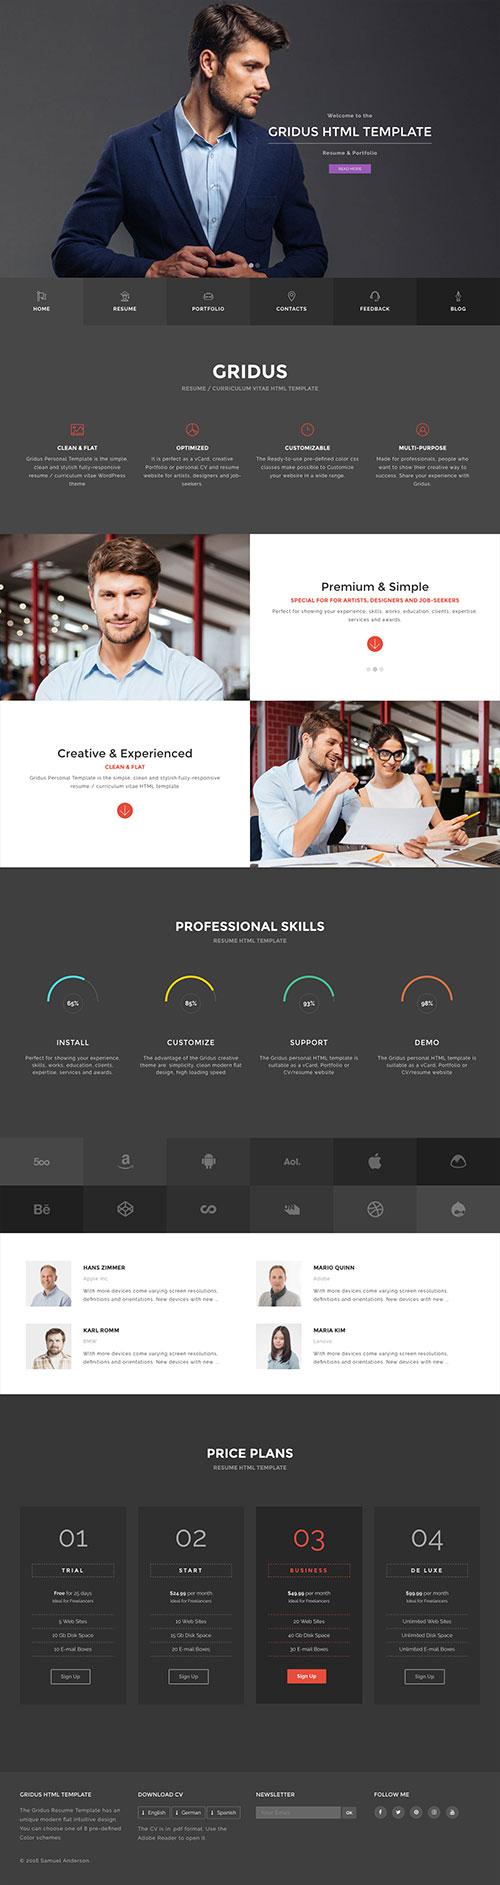 Welcome to the
GRIDUS HTML TEMPLATE
Resume & Portfolio
READ MORE
HOME
RESUME
PORTFOLIO
CONTACTS
FEEDBACK
BLOG
GRIDUS
RESUME / CURRICULUM VITAE HTML TEMPLATE
CLEAN & FLAT
Gridus Personal Template is the simple,
clean and stylish fully-responsive
resume / curriculum vitae WordPress
theme
OPTIMIZED
It is perfect as a vCard, creative
Portfolio or personal CV and resume
website for artists, designers and job-
seekers.
CUSTOMIZABLE
The Ready-to-use pre-defined color css
classes make possible to Customize
your website in a wide range.
MULTI-PURPOSE
Made for professionals, people who
want to show their creative way to
success. Share your experience with
Gridus.
Premium & Simple
SPECIAL FOR FOR ARTISTS, DESIGNERS AND JOB-SEEKERS
Perfect for showing your experience, skills, works, education, clients, expertise,
services and awards.
Creative & Experienced
CLEAN & FLAT
Gridus Personal Template is the simple, clean and stylish fully-responsive
resume / curriculum vitae HTML template
PROFESSIONAL SKILLS
RESUME HTML TEMPLATE
65%
85%
93%
98%
INSTALL
Perfect for showing your experience,
skills, works, education, clients,
expertise, services and awards.
CUSTOMIZE
The advantage of the Gridus creative
theme are: simplicity, clean modern flat
design, high loading speed
SUPPORT
The Gridus personal HTML template is
suitable as a vCard, Portfolio or
CV/resume website
DEMO
The Gridus personal HTML template is
suitable as a vCard, Portfolio or
CV/resume website
500
Aol.
Bē
HANS ZIMMER
Apple Inc.
With more devices come varying screen resolutions,
definitions and orientations. New devices with new ...
MARIO QUINN
Adobe
With more devices come varying screen resolutions,
definitions and orientations. New devices with new ...
KARL ROMM
BMW
With more devices come varying screen resolutions,
definitions and orientations. New devices with new ...
MARIA KIM
Lenovo
With more devices come varying screen resolutions,
definitions and orientations. New devices with new ...
PRICE PLANS
RESUME HTML TEMPLATE
01
TRIAL
Free for 25 days
Ideal for Freelancers
5 Web Sites
10 Gb Disk Space
10 E-mail Boxes
Sign Up
02
START
$24.99 per month
Ideal for Freelancers
10 Web Sites
15 Gb Disk Space
20 E-mail Boxes
Sign Up
03
BUSINESS
$49.99 per month
Ideal for Freelancers
20 Web Sites
40 Gb Disk Space
30 E-mail Boxes
Sign Up
04
DE LUXE
$99.99 per month
Ideal for Freelancers
Unlimited Web Sites
Unlimited Disk Space
Unlimited E-mail Boxes
Sign Up
GRIDUS HTML TEMPLATE
The Gridus Resume Template has an
unique modern flat intuitive design.
You can choose one of 8 pre-defined
Color schemes
© 2016 Samuel Anderson.
DOWNLOAD CV
English
German
Spanish
The CV is in .pdf format. Use the
Adobe Reader to open it.
NEWSLETTER
Your Email
OK
FOLLOW ME